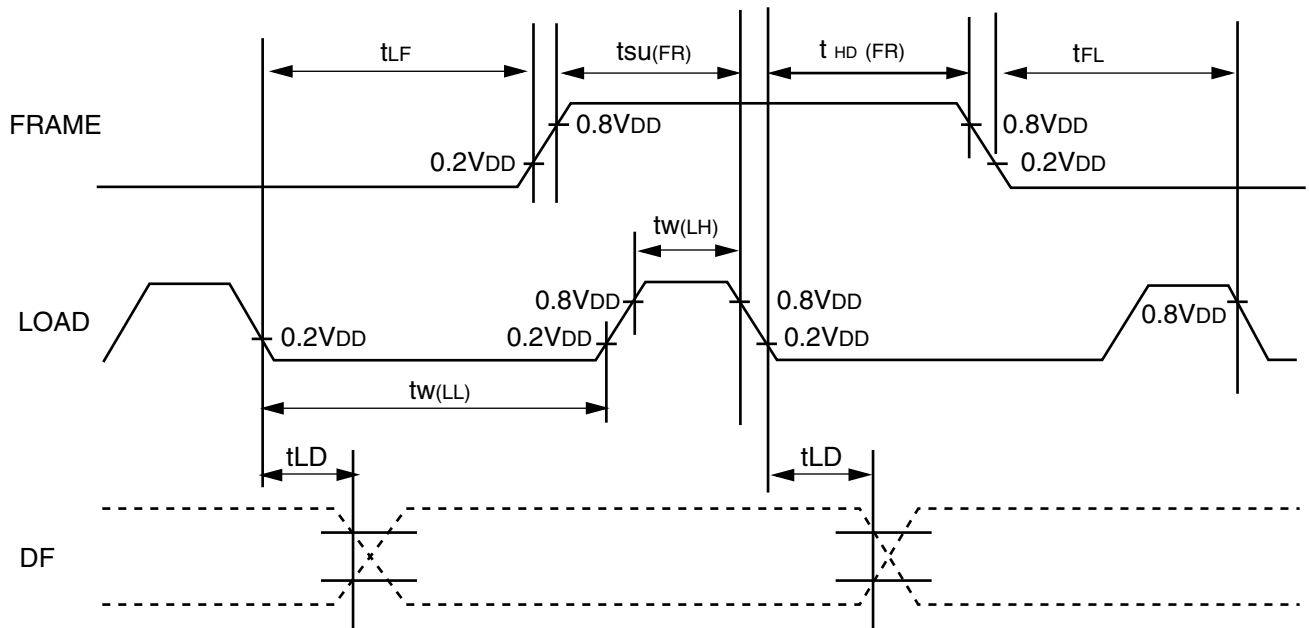 tLF
tsu(FR)
t HD (FR)
tFL
FRAME
0.8VDD
0.8VDD
0.2VDD
0.2VDD
tw(LH)
LOAD
0.8VDD
0.8VDD
0.8VDD
0.2VDD
0.2VDD
0.2VDD
tw(LL)
tLD
tLD
DF